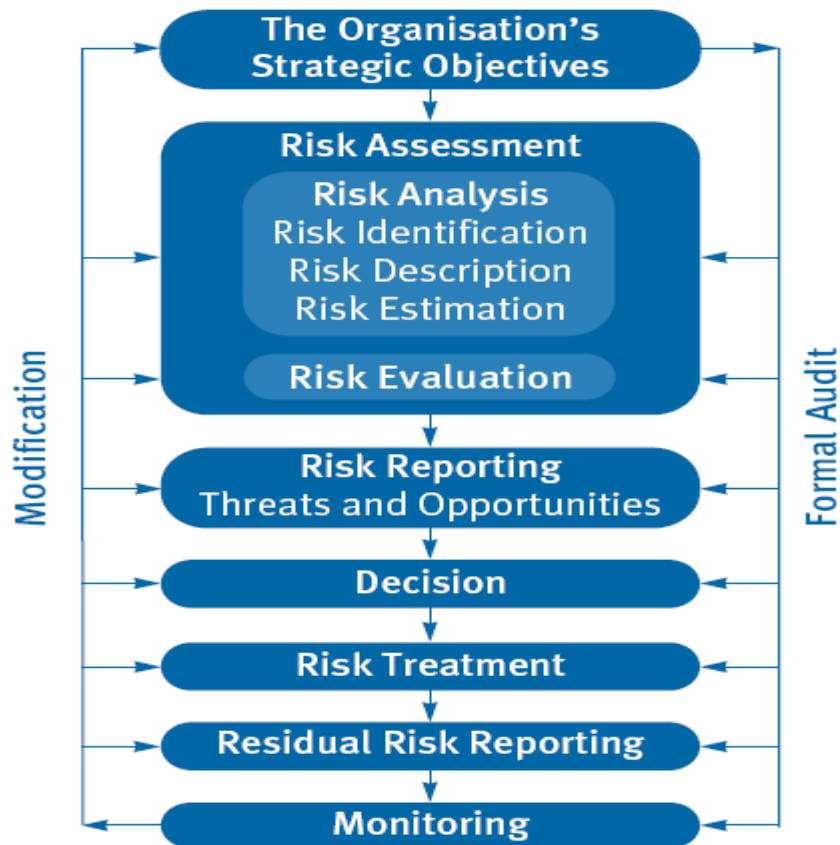 The Organisation's
Strategic Objectives
Risk Assessment
Risk Analysis
Risk Identification
Risk Description
Risk Estimation
Risk Evaluation
Risk Reporting
Threats and Opportunities
Decision
Risk Treatment
Residual Risk Reporting
Monitoring
Modification
Formal Audit